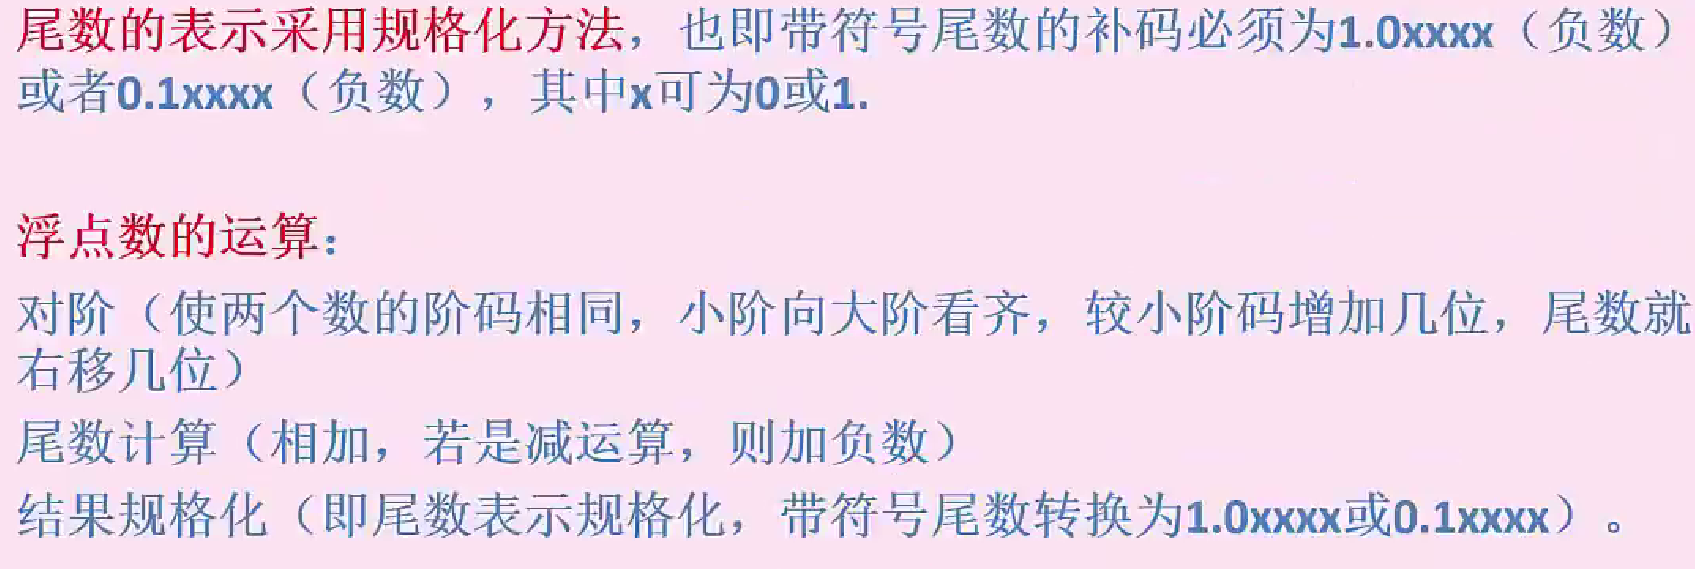 尾数的表示采用规格化方法，也即带符号尾数的补码必须为1.0xxxx（负数）
或者0.1xxxx（负数），其中x可为0或1.
浮点数的运算：
对阶（使两个数的阶码相同，小阶向大阶看齐，较小阶码增加几位，尾数就
右移几位）
尾数计算（相加，若是减运算，则加负数）
结果规格化（即尾数表示规格化，带符号尾数转换为1.0xxxx或0.1xxxx）。